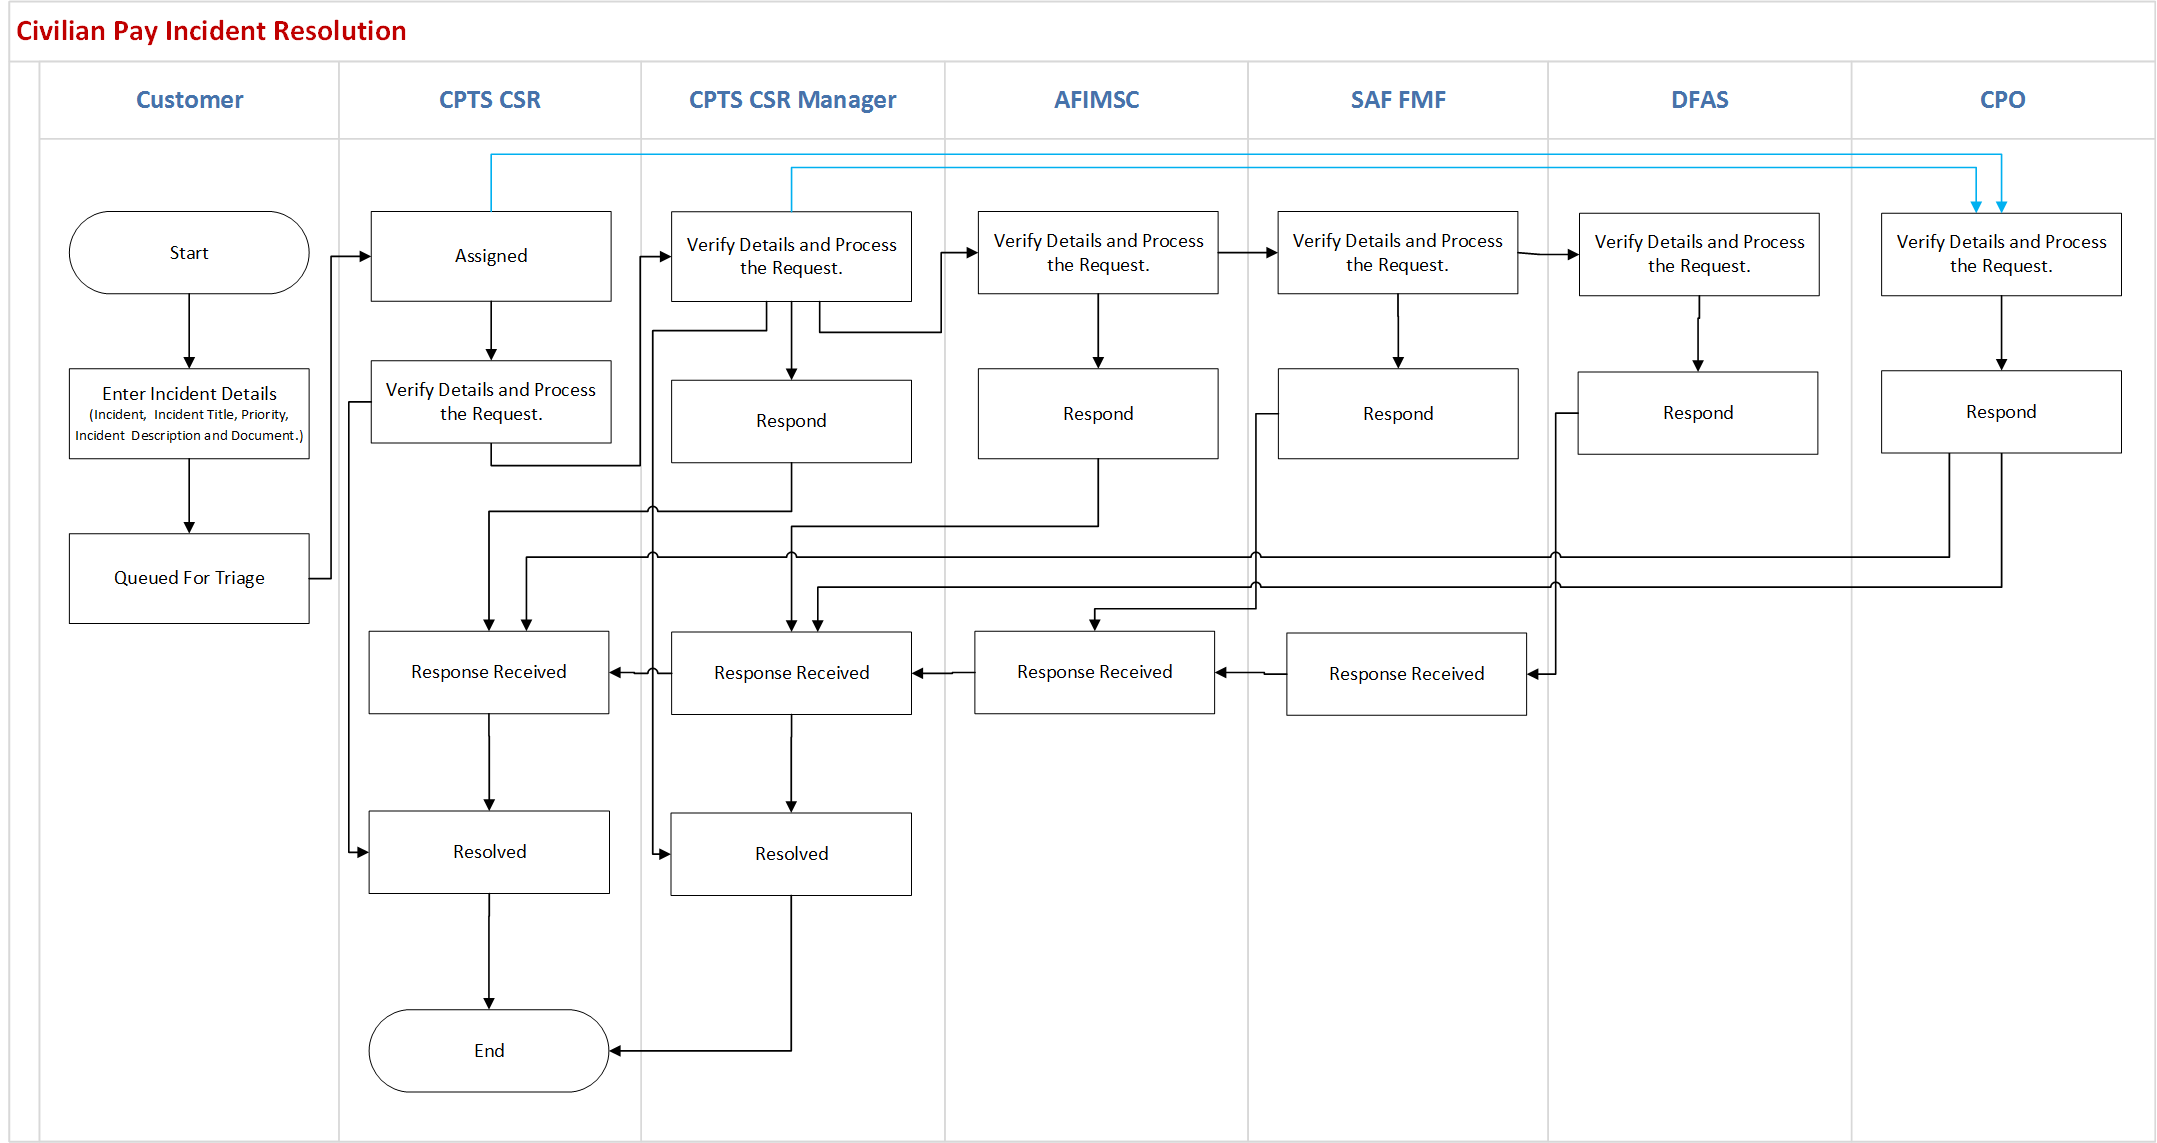 Civilian Pay Incident Resolution
Customer
CPTS CSR
CPTS CSR Manager
AFIMSC
SAF FMF
DFAS
CPO
Start
Assigned
Verify Details and Process
the Request.
Verify Details and Process
the Request.
Verify Details and Process
the Request.
Verify Details and Process
the Request.
Verify Details and Process
the Request.
Enter Incident Details
(Incident, Incident Title, Priority,
Incident Description and Document.)
Verify Details and Process
the Request.
Respond
Respond
Respond
Respond
Respond
Queued For Triage
Response Received
Response Received
Response Received
Response Received
Resolved
Resolved
End